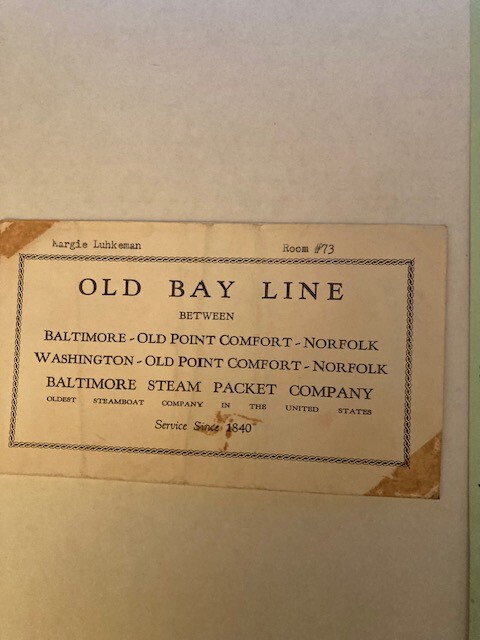 Margie Luhkeman Room #73
OLD BAY LINE
BETWEEN
BALTIMORE - OLD POINT COMFORT - NORFOLK
WASHINGTON - OLD POINT COMFORT - NORFOLK
BALTIMORE STEAM PACKET COMPANY
OLDEST STEAMBOAT COMPANY IN THE UNITED STATES
Service Since 1840